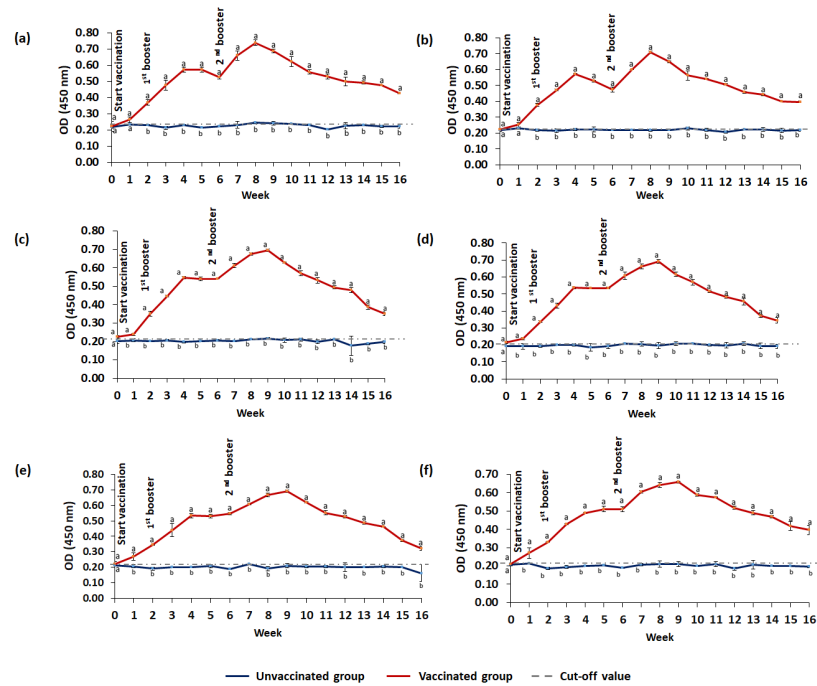 (a)
OD (450 nm)
0.80
0.70
0.60
0.50
0.40
0.30
0.20
0.10
0.00
Start vaccination
1st booster
2nd booster
a a a a a a a a a a a a a a a a a
a a b b b b b b b b b b b b b b b
0 1 2 3 4 5 6 7 8 9 10 11 12 13 14 15 16
Week
(b)
OD (450 nm)
0.80
0.70
0.60
0.50
0.40
0.30
0.20
0.10
0.00
Start vaccination
1st booster
2nd booster
a a a a a a a a a a a a a a a a a
a a b b b b b b b b b b b b b b b
0 1 2 3 4 5 6 7 8 9 10 11 12 13 14 15 16
Week
(c)
OD (450 nm)
0.80
0.70
0.60
0.50
0.40
0.30
0.20
0.10
0.00
Start vaccination
1st booster
2nd booster
a a a a a a a a a a a a a a a a a
a b b b b b b b b b b b b b b b b
0 1 2 3 4 5 6 7 8 9 10 11 12 13 14 15 16
Week
(d)
OD (450 nm)
0.80
0.70
0.60
0.50
0.40
0.30
0.20
0.10
0.00
Start vaccination
1st booster
2nd booster
a a a a a a a a a a a a a a a a a
a b b b b b b b b b b b b b b b b
0 1 2 3 4 5 6 7 8 9 10 11 12 13 14 15 16
Week
(e)
OD (450 nm)
0.80
0.70
0.60
0.50
0.40
0.30
0.20
0.10
0.00
Start vaccination
1st booster
2nd booster
a a a a a a a a a a a a a a a a a
a b b b b b b b b b b b b b b b b
0 1 2 3 4 5 6 7 8 9 10 11 12 13 14 15 16
Week
(f)
OD (450 nm)
0.70
0.60
0.50
0.40
0.30
0.20
0.10
0.00
Start vaccination
1st booster
2nd booster
a a a a a a a a a a a a a a a a a
a b b b b b b b b b b b b b b b b
0 1 2 3 4 5 6 7 8 9 10 11 12 13 14 15 16
Week
Unvaccinated group Vaccinated group Cut-off value